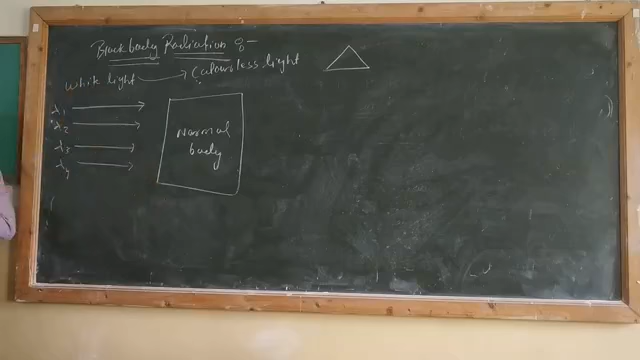 Blackbody Radiation :-
white light → Colourless light
λ1
λ2
λ3
λ4
Normal
body